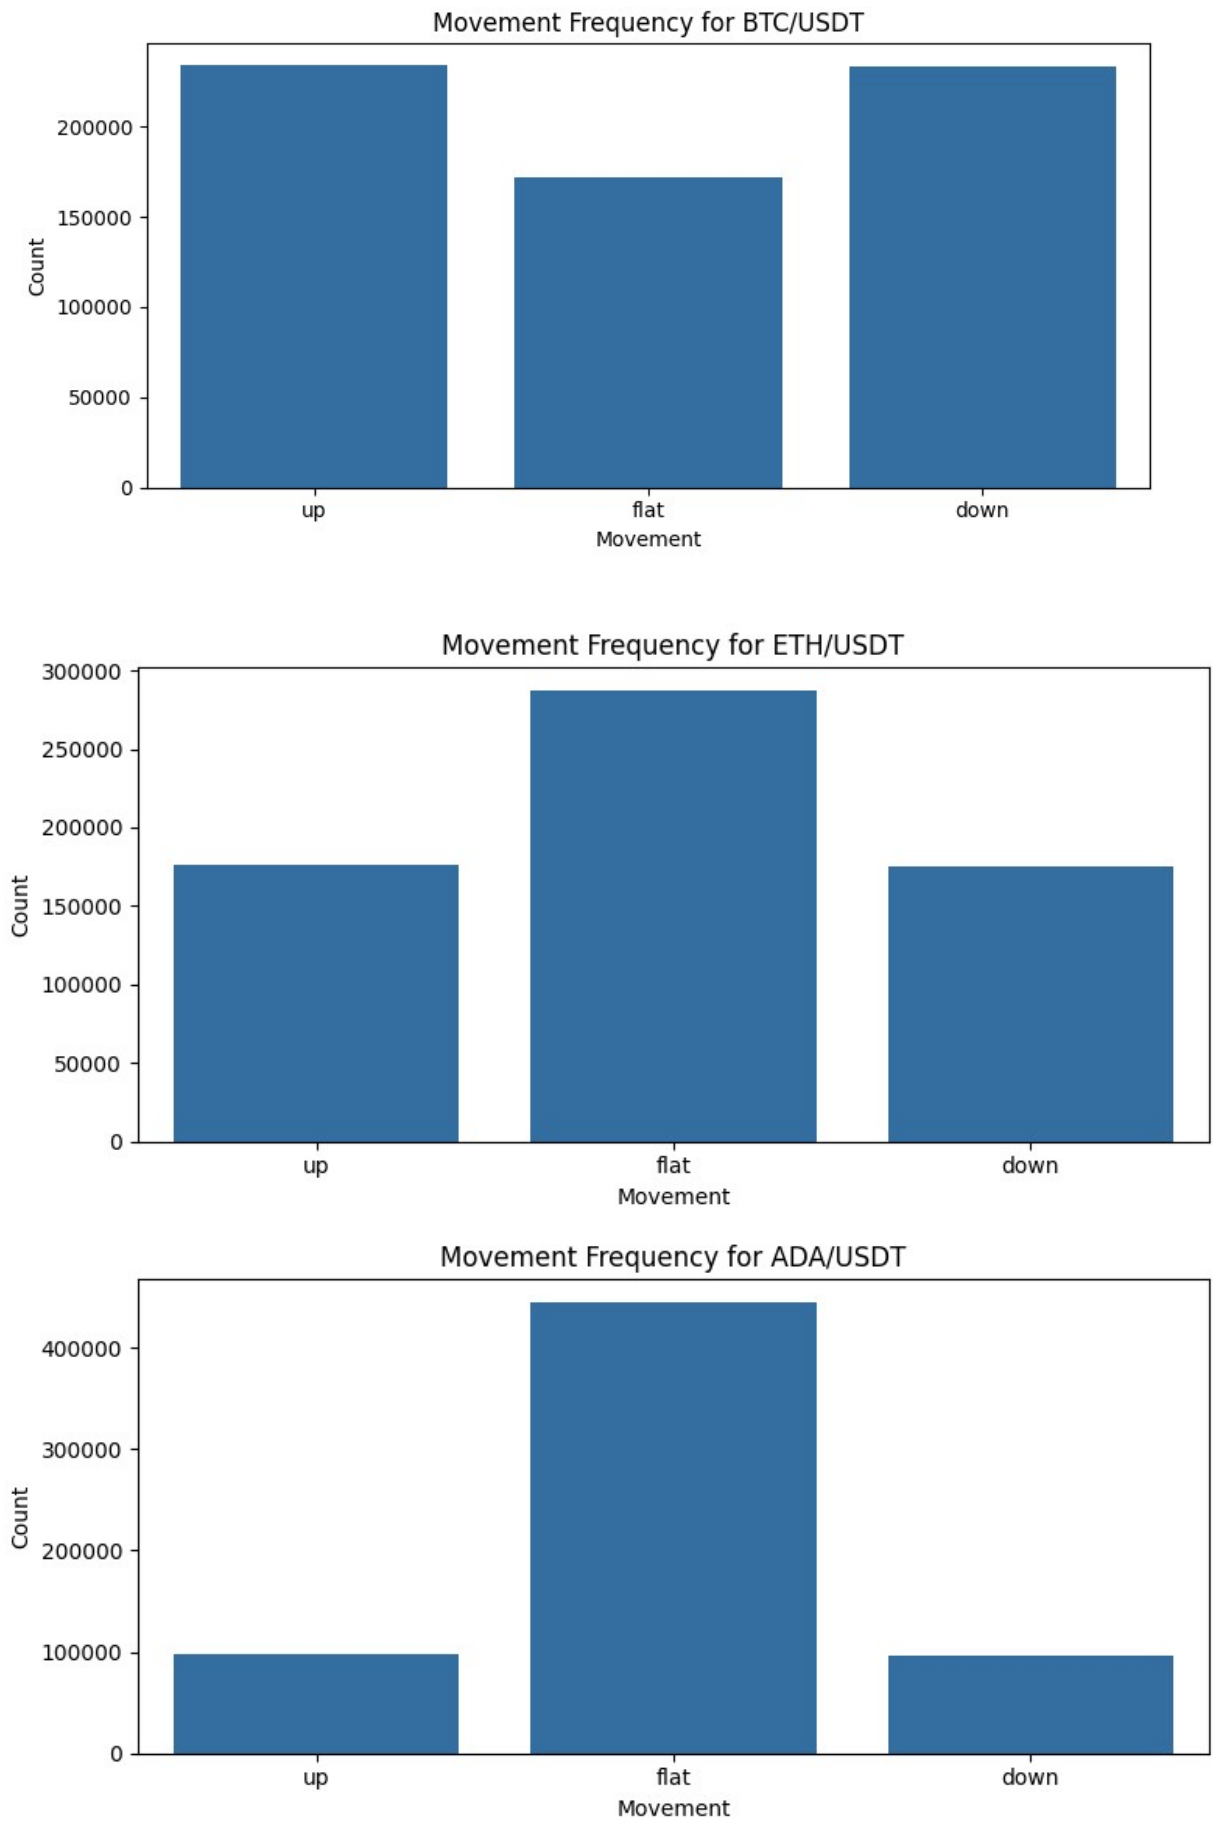 Movement Frequency for BTC/USDT
200000
150000
100000
50000
0
Count
up flat down
Movement
Movement Frequency for ETH/USDT
300000
250000
200000
150000
100000
50000
0
Count
up flat down
Movement
Movement Frequency for ADA/USDT
400000
300000
200000
100000
0
Count
up flat down
Movement